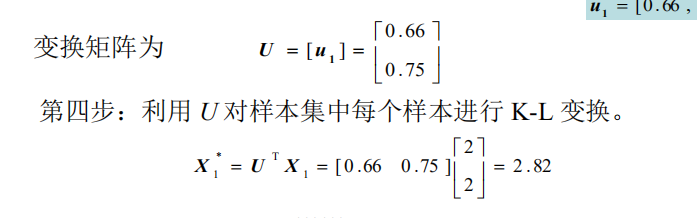 u₁ = [0.66 ,
变换矩阵为 U = [u₁] = [0.66 0.75]
第四步：利用 U 对样本集中每个样本进行 K-L 变换。
X₁* = UᵀX₁ = [0.66 0.75][2 2] = 2.82